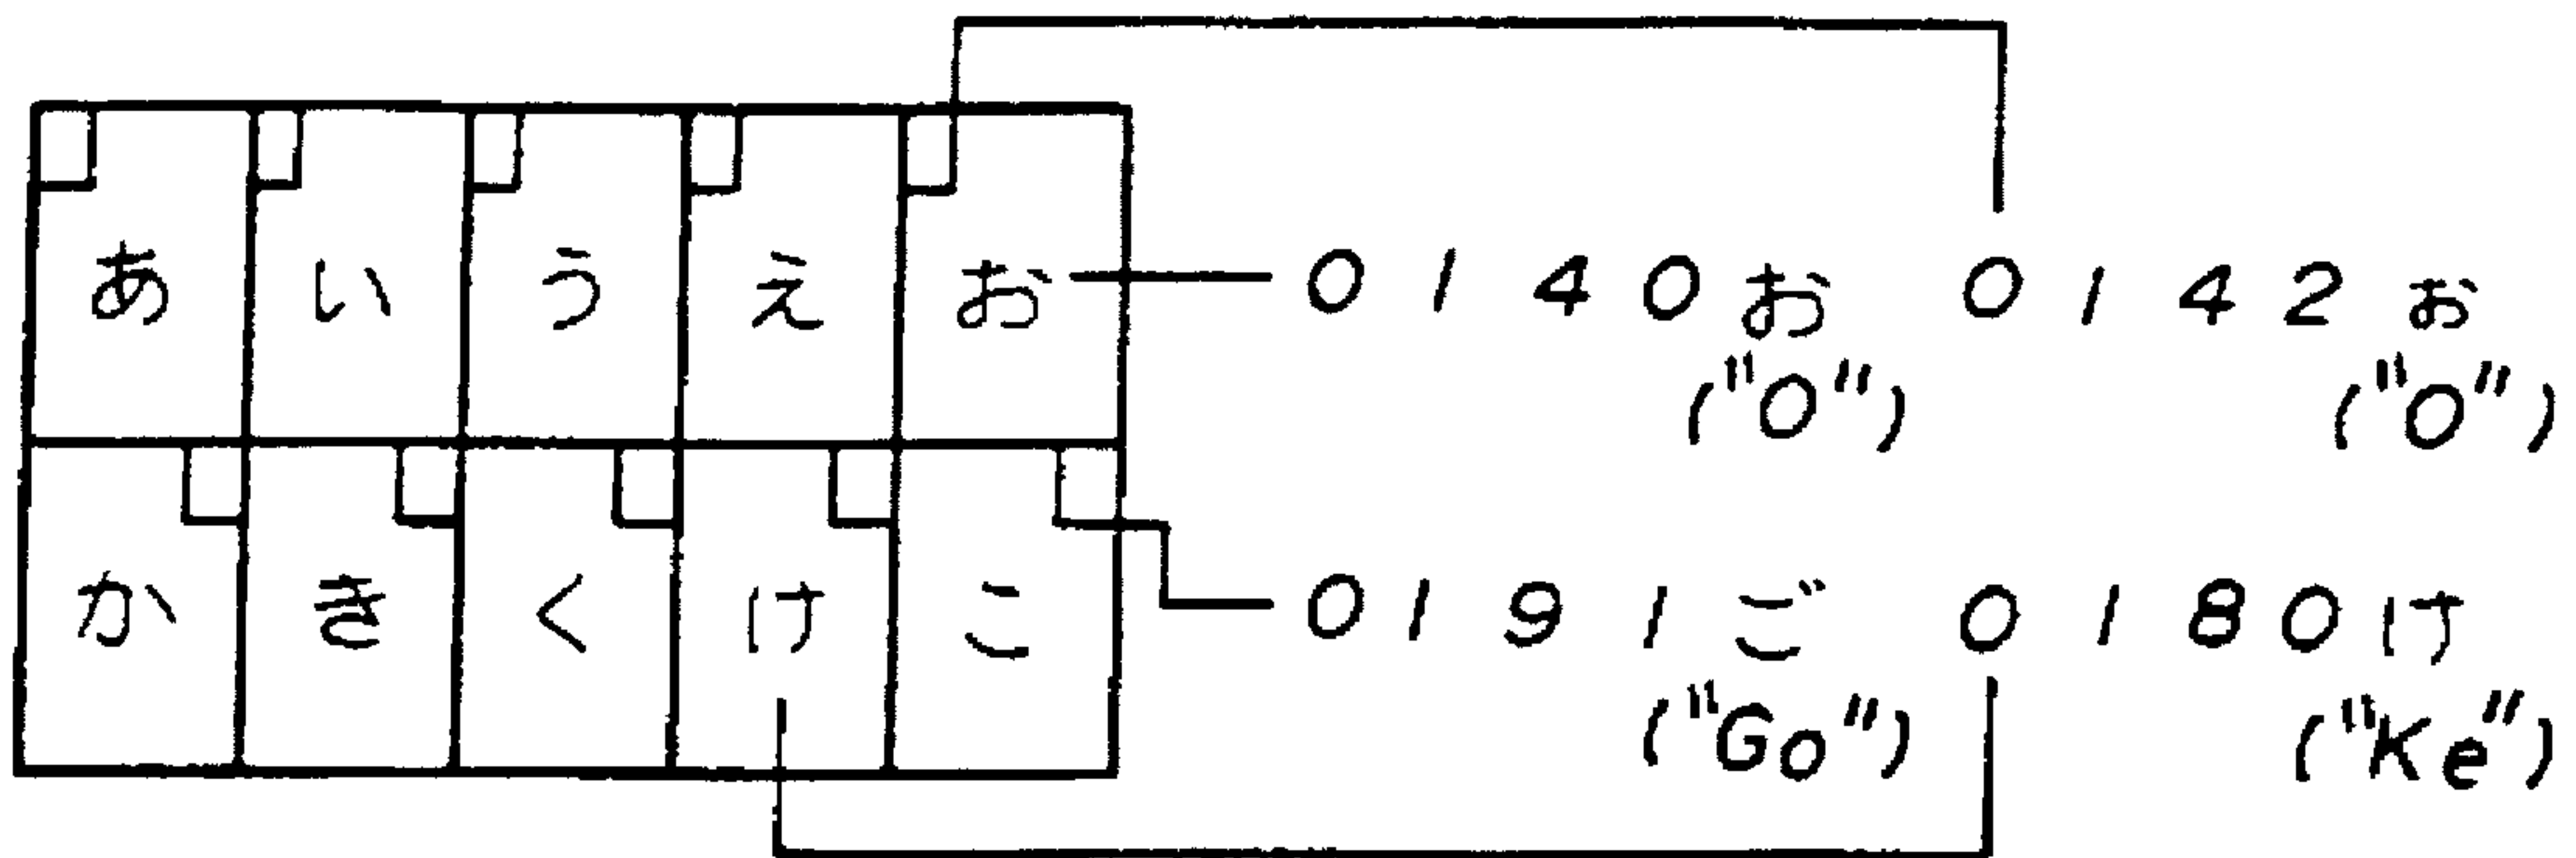 あ い う え お 0140お 0142ぉ
("O") ("O")
か き く け こ 0191ご 0180け
("Go") ("Ke")